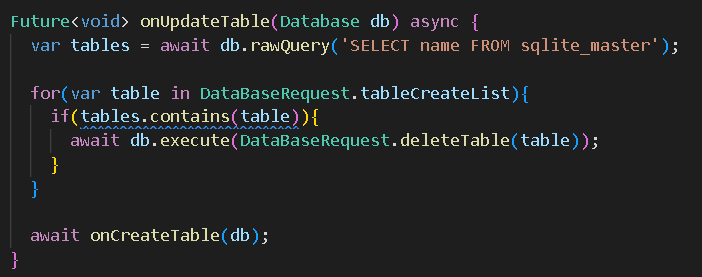 Future<void> onUpdateTable(Database db) async {
  var tables = await db.rawQuery('SELECT name FROM sqlite_master');

  for(var table in DataBaseRequest.tableCreateList){
    if(tables.contains(table)){
      await db.execute(DataBaseRequest.deleteTable(table));
    }
  }

  await onCreateTable(db);
}